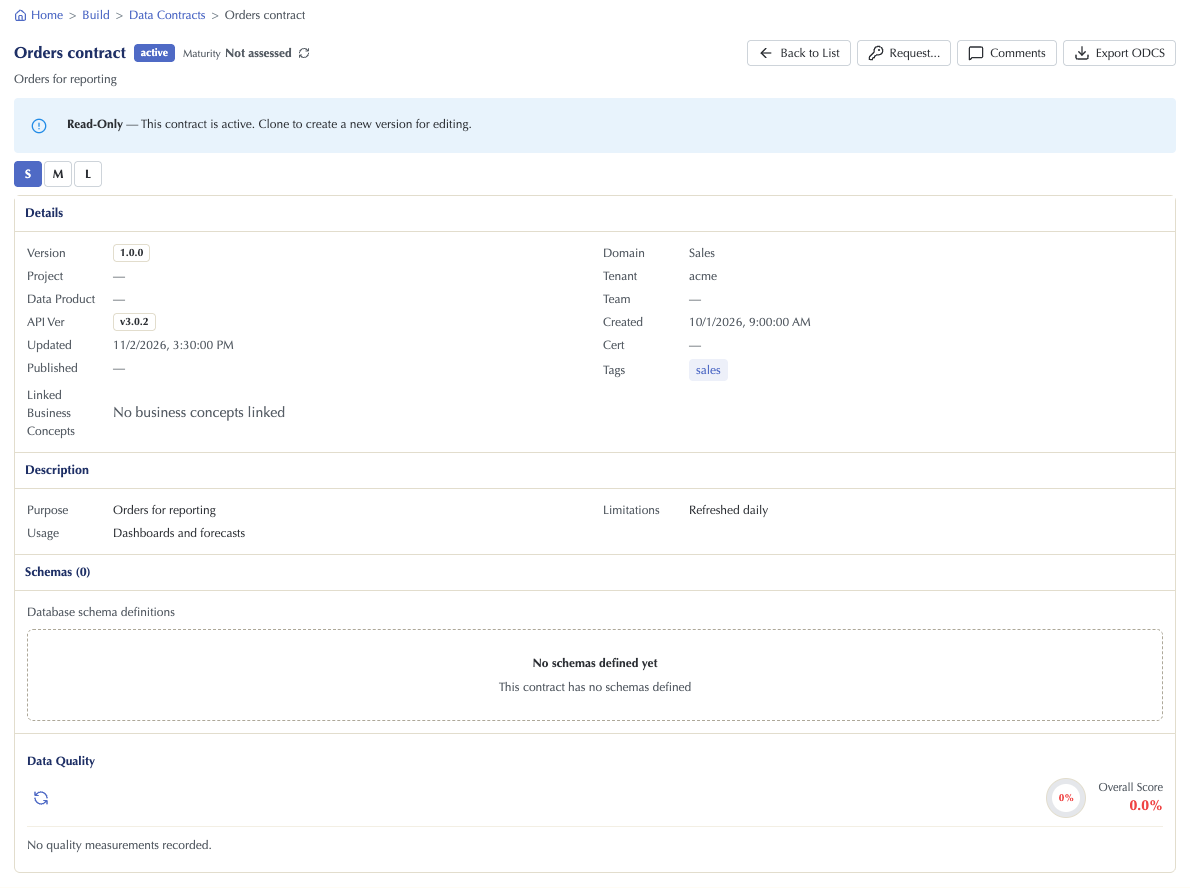 Home > Build > Data Contracts > Orders contract
Orders contract active Maturity Not assessed
Back to List Request... Comments Export ODCS
Orders for reporting
Read-Only — This contract is active. Clone to create a new version for editing.
S M L
Details
Version 1.0.0
Domain Sales
Project —
Tenant acme
Data Product —
Team —
API Ver v3.0.2
Created 10/1/2026, 9:00:00 AM
Updated 11/2/2026, 3:30:00 PM
Cert —
Published —
Tags sales
Linked
Business
Concepts
No business concepts linked
Description
Purpose Orders for reporting
Limitations Refreshed daily
Usage Dashboards and forecasts
Schemas (0)
Database schema definitions
No schemas defined yet
This contract has no schemas defined
Data Quality
0%
Overall Score
0.0%
No quality measurements recorded.